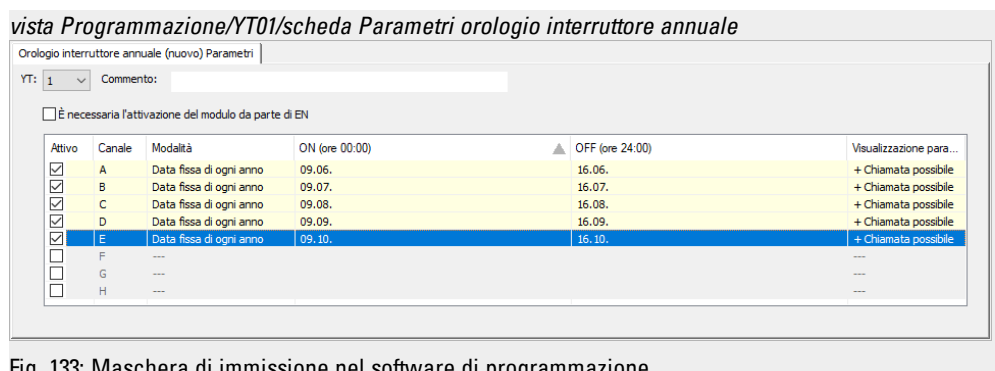 vista Programmazione/YT01/scheda Parametri orologio interruttore annuale
Orologio interruttore annuale (nuovo) Parametri
YT: 1 Commento:
È necessaria l'attivazione del modulo da parte di EN
Attivo Canale Modalità ON (ore 00:00) OFF (ore 24:00) Visualizzazione para...
A Data fissa di ogni anno 09.06. 16.06. + Chiamata possibile
B Data fissa di ogni anno 09.07. 16.07. + Chiamata possibile
C Data fissa di ogni anno 09.08. 16.08. + Chiamata possibile
D Data fissa di ogni anno 09.09. 16.09. + Chiamata possibile
E Data fissa di ogni anno 09.10. 16.10. + Chiamata possibile
F --- ---
G --- ---
H --- ---
Fig. 133: Maschera di immissione nel software di programmazione